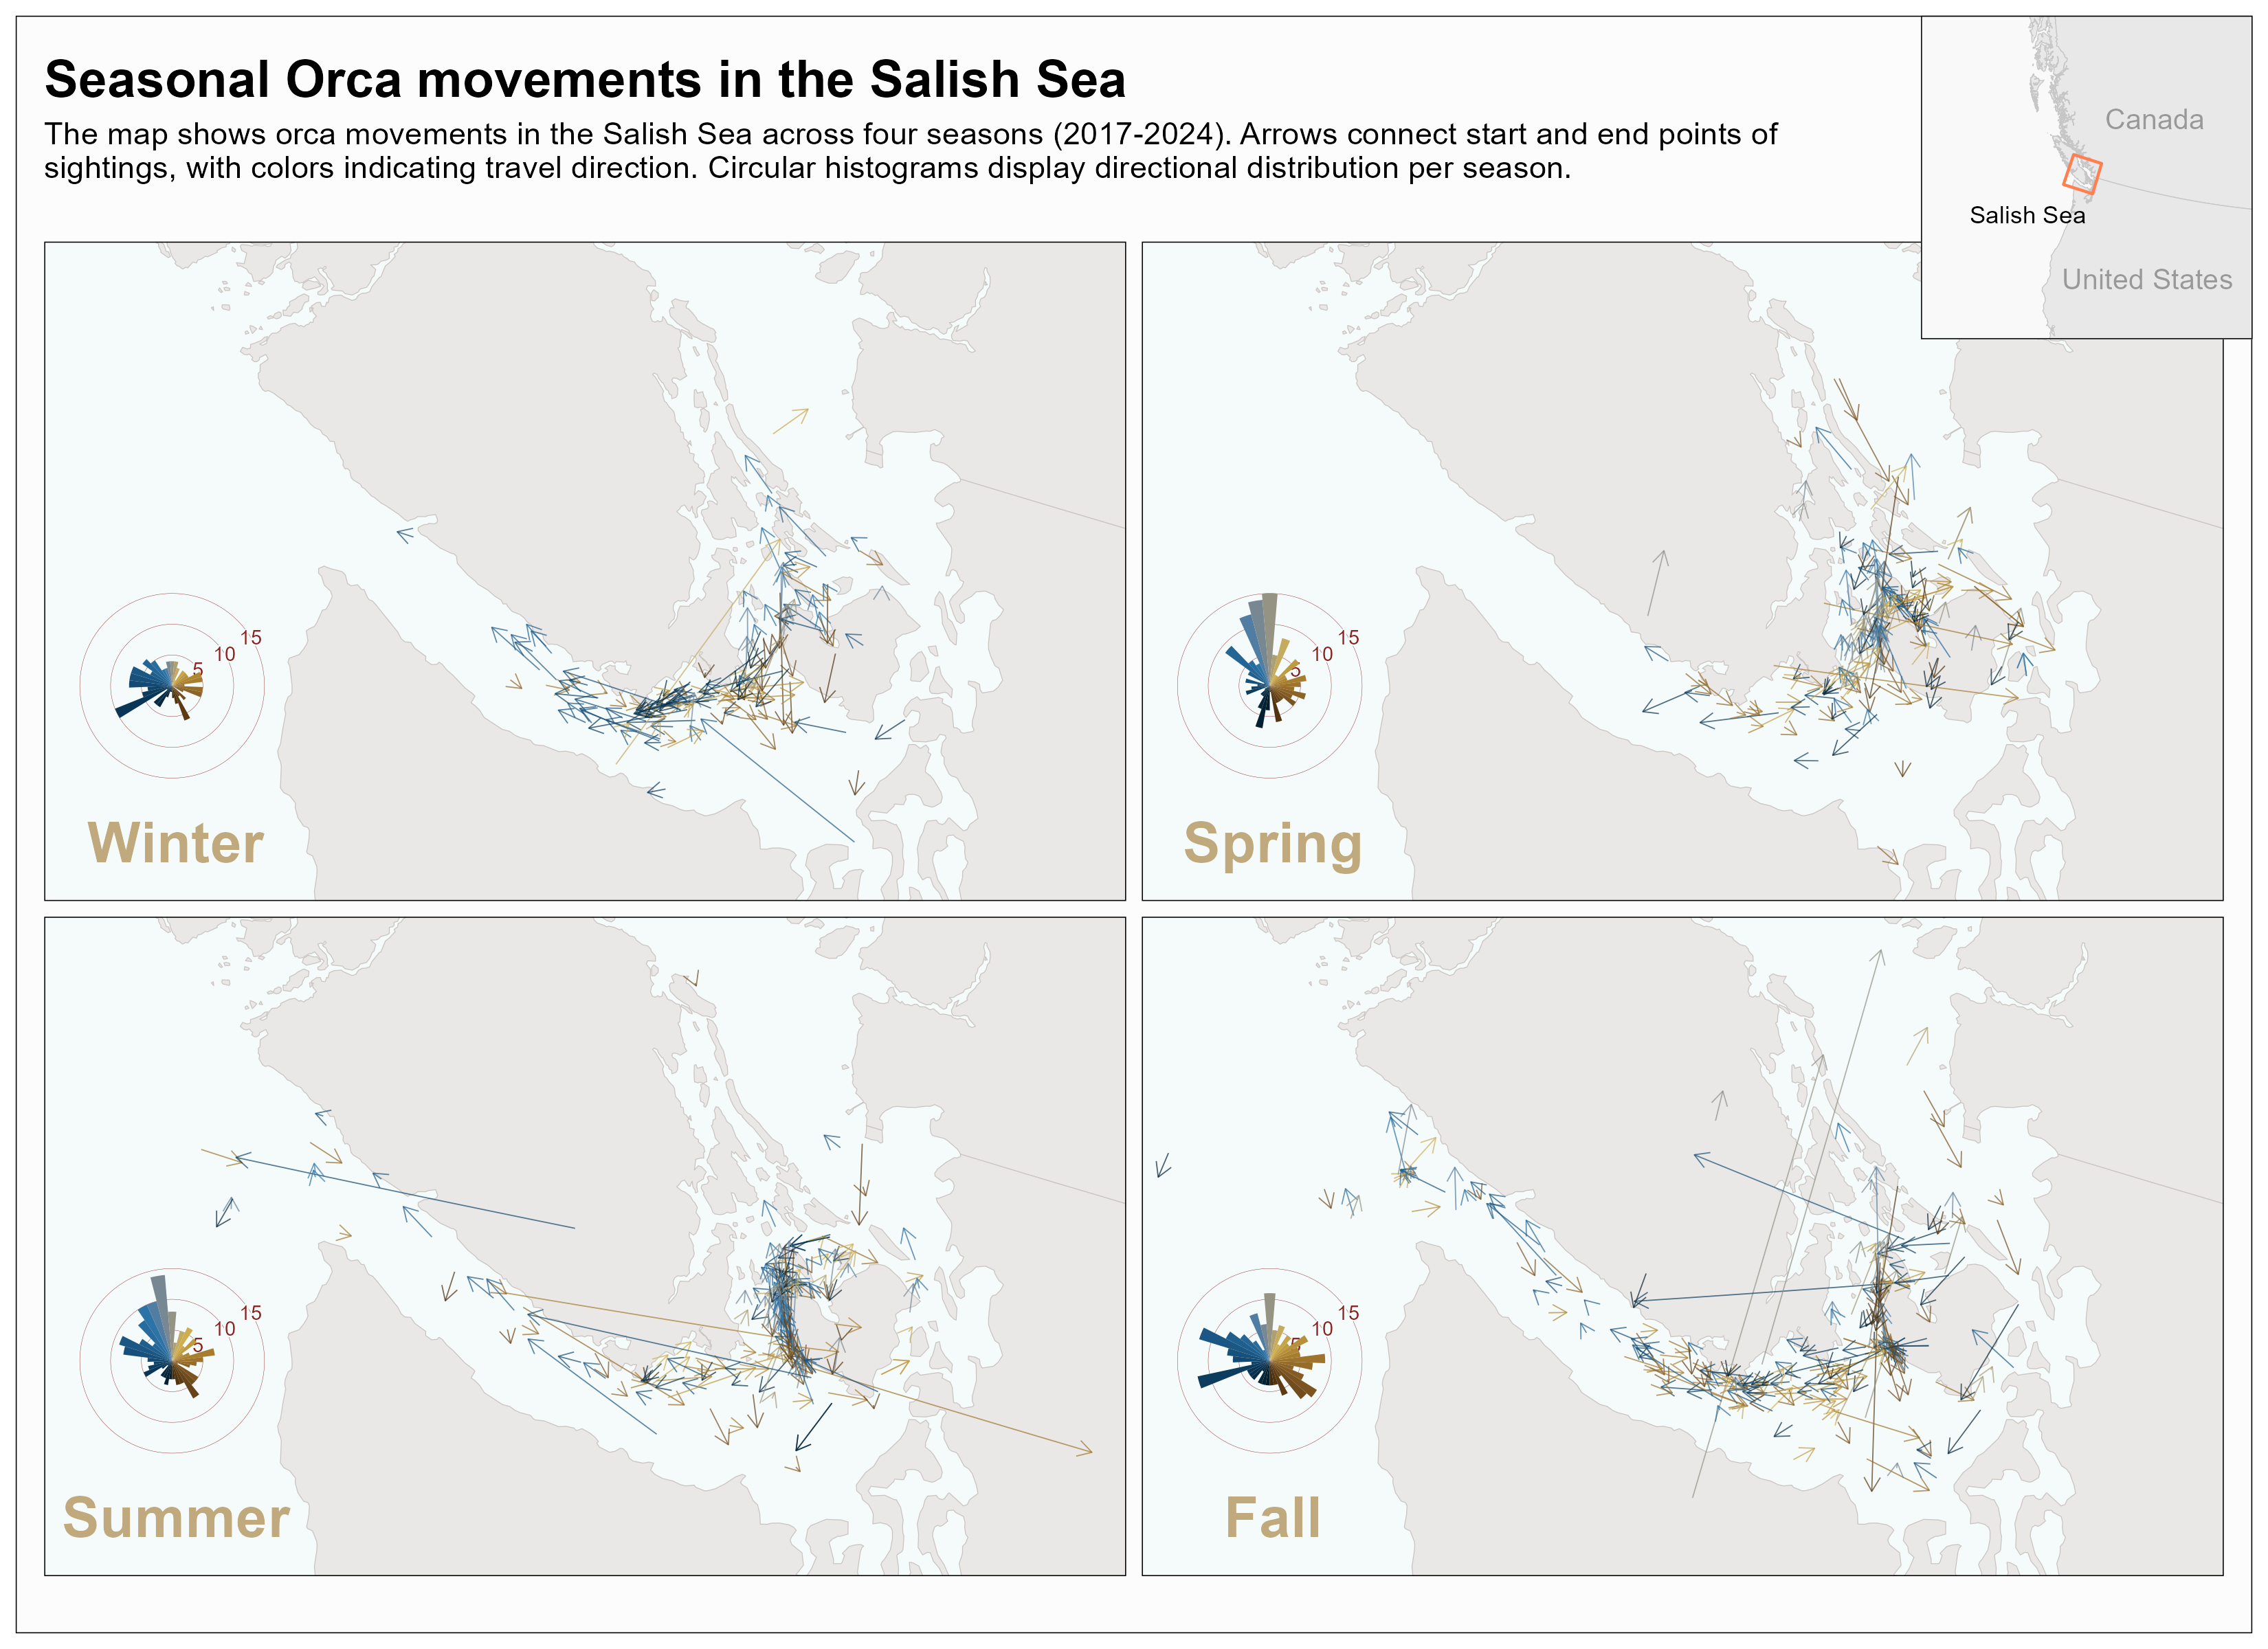 Seasonal Orca movements in the Salish Sea
The map shows orca movements in the Salish Sea across four seasons (2017-2024). Arrows connect start and end points of
sightings, with colors indicating travel direction. Circular histograms display directional distribution per season.
Canada
Salish Sea
United States
15
10
5
Winter
15
10
5
Spring
15
10
5
Summer
15
10
5
Fall